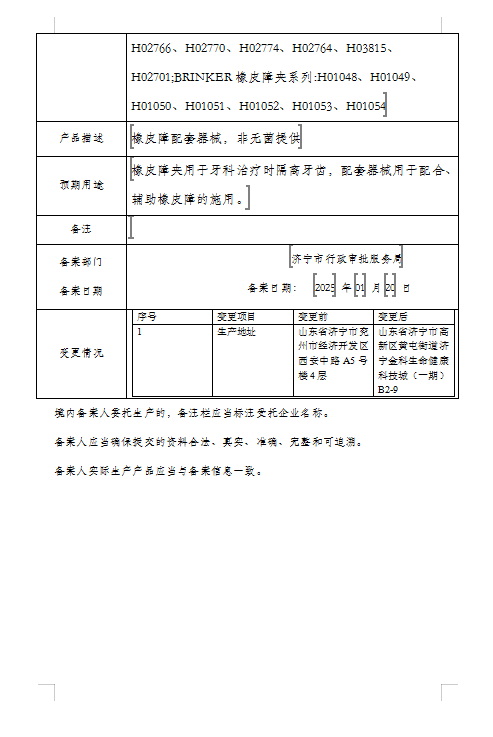 H02766、H02770、H02774、H02764、H03815、
H02701;BRINKER 橡皮障夹系列:H01048、H01049、
H01050、H01051、H01052、H01053、H01054
产品描述
橡皮障配套器械，非无菌提供
预期用途
橡皮障夹用于牙科治疗时隔离牙齿，配套器械用于配合、
辅助橡皮障的施用。
备注
备案部门
济宁市行政审批服务局
备案日期
备案日期： 2025 年 01 月 20 日
变更情况
序号 变更项目 变更前 变更后
1 生产地址 山东省济宁市兖 山东省济宁市高
州市经济开发区 新区黄屯街道济
西安中路 A5 号 宁金科生命健康
楼 4 层 科技城（一期）
B2-9
境内备案人委托生产的，备注栏应当标注受托企业名称。
备案人应当确保提交的资料合法、真实、准确、完整和可追溯。
备案人实际生产产品应当与备案信息一致。